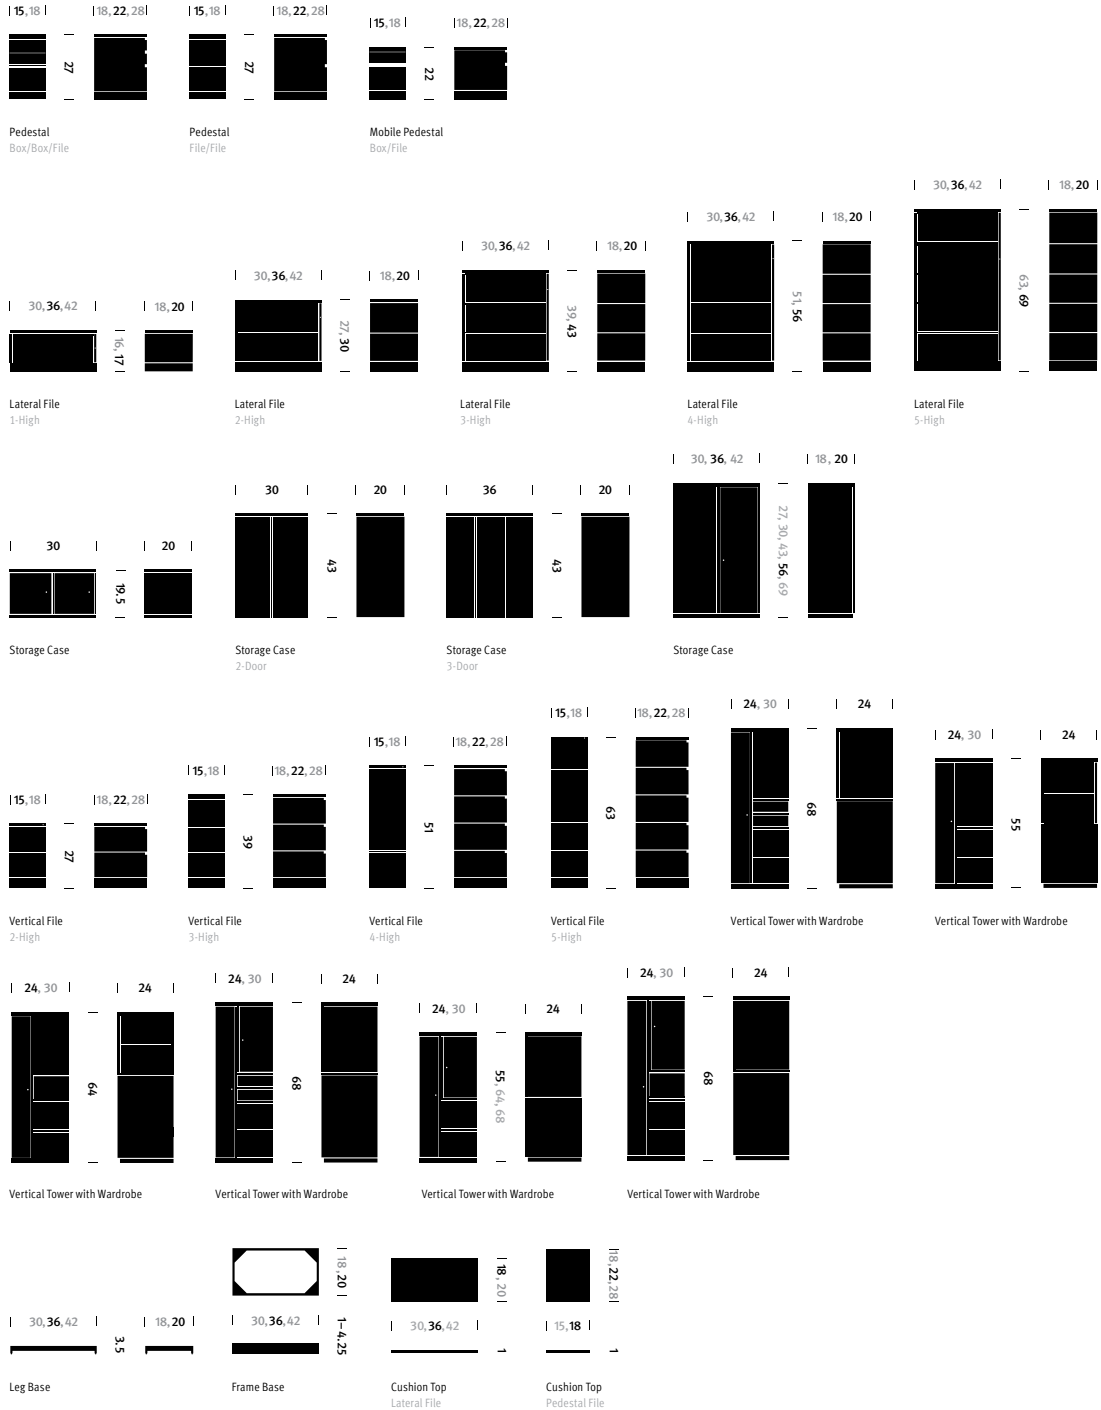 15, 18 18, 22, 28 15, 18 18, 22, 28 15, 18 18, 22, 28
27 27 22
Pedestal Pedestal Mobile Pedestal
Box/Box/File File/File Box/File
30, 36, 42 18, 20
30, 36, 42 18, 20
30, 36, 42 18, 20
30, 36, 42 18, 20
30, 36, 42 18, 20
16, 17 27, 30 39, 43 51, 56 63, 69
Lateral File Lateral File Lateral File Lateral File Lateral File
1-High 2-High 3-High 4-High 5-High
30 20 30 20 36 20 30, 36, 42 18, 20
19.5 43 43 27, 30, 43, 56, 69
Storage Case Storage Case Storage Case Storage Case
2-Door 3-Door
15, 18 18, 22, 28 15, 18 18, 22, 28 15, 18 18, 22, 28 15, 18 18, 22, 28 24, 30 24 24, 30 24
27 39 51 63 68 55
Vertical File Vertical File Vertical File Vertical File Vertical Tower with Wardrobe Vertical Tower with Wardrobe
2-High 3-High 4-High 5-High
24, 30 24 24, 30 24 24, 30 24 24, 30 24
64 68 55, 64, 68 68
Vertical Tower with Wardrobe Vertical Tower with Wardrobe Vertical Tower with Wardrobe Vertical Tower with Wardrobe
18, 20 18, 20 18, 22, 28
30, 36, 42 18, 20 30, 36, 42 30, 36, 42 15, 18
3.5 1–4.25 1 1
Leg Base Frame Base Cushion Top Cushion Top
Lateral File Pedestal File